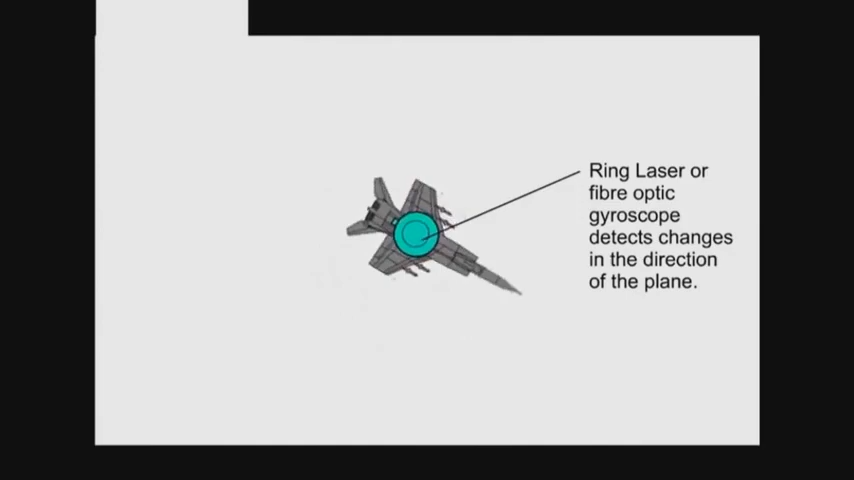 Ring Laser or
fibre optic
gyroscope
detects changes
in the direction
of the plane.